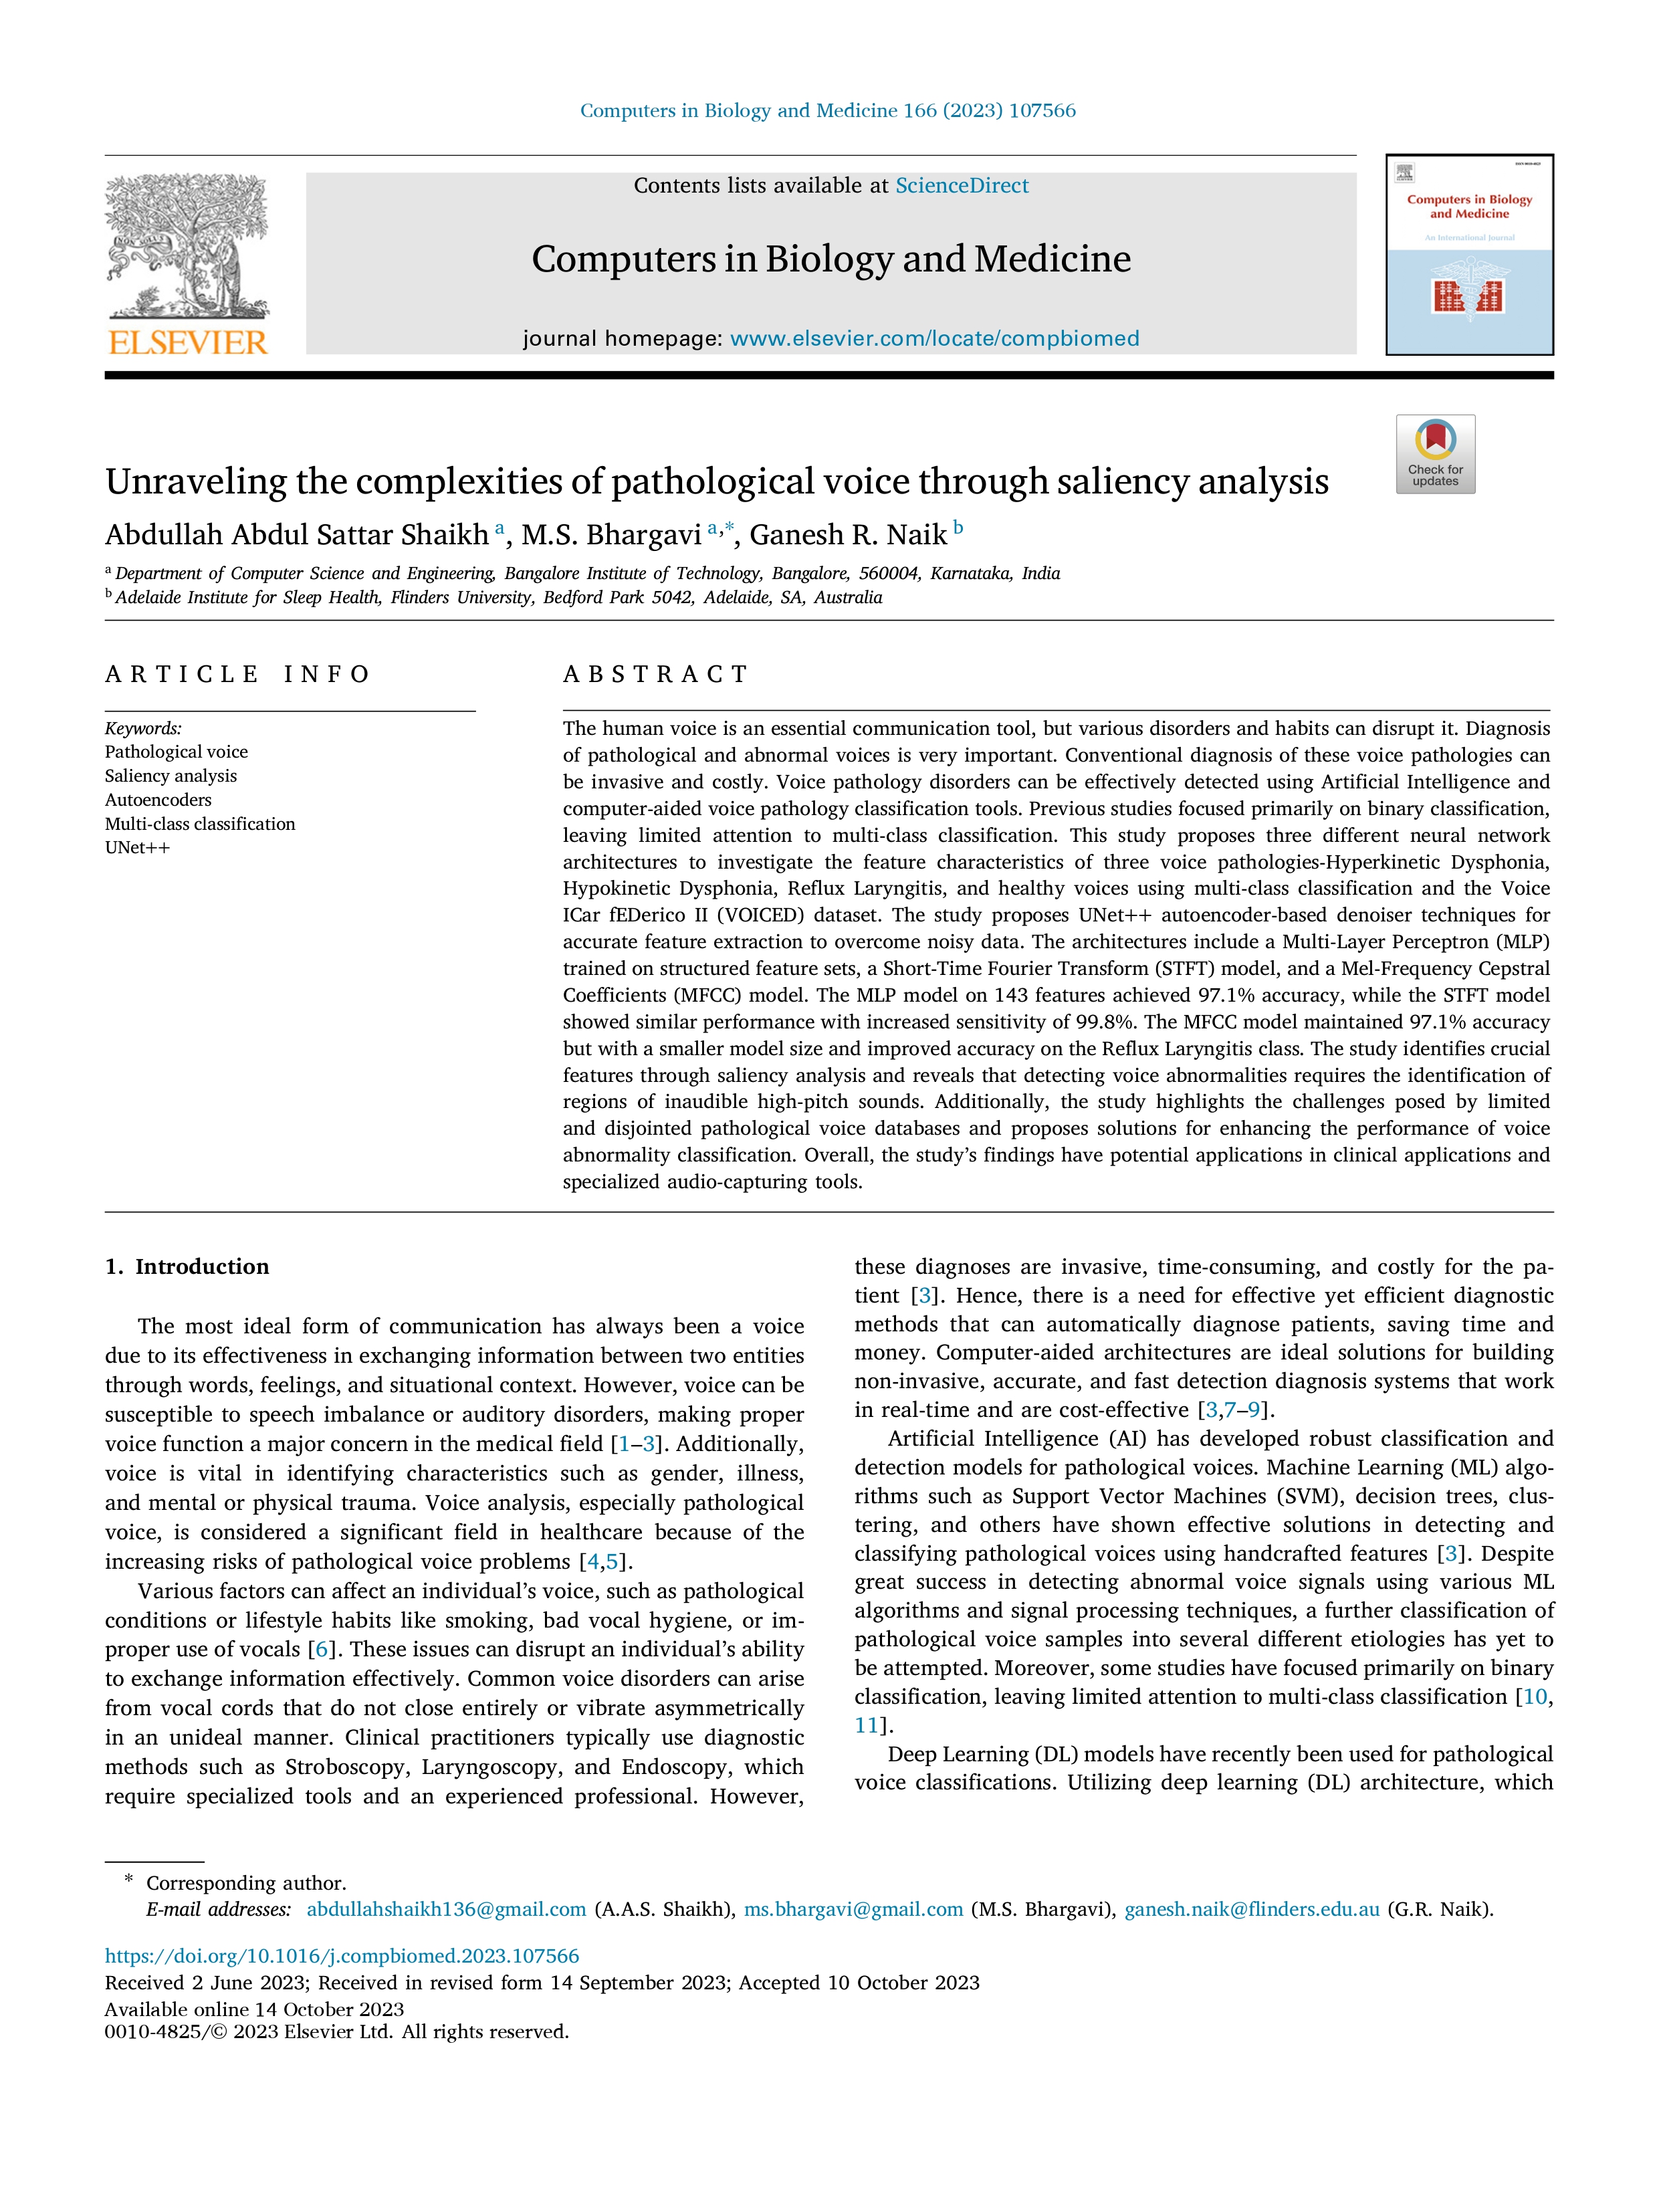 Computers in Biology and Medicine 166 (2023) 107566
Contents lists available at ScienceDirect
Computers in Biology and Medicine
journal homepage: www.elsevier.com/locate/compbiomed
ELSEVIER
Computers in Biology
and Medicine
An International Journal
Check for
updates
Unraveling the complexities of pathological voice through saliency analysis
Abdullah Abdul Sattar Shaikh a, M.S. Bhargavi a,*, Ganesh R. Naik b
a Department of Computer Science and Engineering, Bangalore Institute of Technology, Bangalore, 560004, Karnataka, India
b Adelaide Institute for Sleep Health, Flinders University, Bedford Park 5042, Adelaide, SA, Australia
ARTICLE INFO
Keywords:
Pathological voice
Saliency analysis
Autoencoders
Multi-class classification
UNet++
ABSTRACT
The human voice is an essential communication tool, but various disorders and habits can disrupt it. Diagnosis
of pathological and abnormal voices is very important. Conventional diagnosis of these voice pathologies can
be invasive and costly. Voice pathology disorders can be effectively detected using Artificial Intelligence and
computer-aided voice pathology classification tools. Previous studies focused primarily on binary classification,
leaving limited attention to multi-class classification. This study proposes three different neural network
architectures to investigate the feature characteristics of three voice pathologies-Hyperkinetic Dysphonia,
Hypokinetic Dysphonia, Reflux Laryngitis, and healthy voices using multi-class classification and the Voice
ICar fEDerico II (VOICED) dataset. The study proposes UNet++ autoencoder-based denoiser techniques for
accurate feature extraction to overcome noisy data. The architectures include a Multi-Layer Perceptron (MLP)
trained on structured feature sets, a Short-Time Fourier Transform (STFT) model, and a Mel-Frequency Cepstral
Coefficients (MFCC) model. The MLP model on 143 features achieved 97.1% accuracy, while the STFT model
showed similar performance with increased sensitivity of 99.8%. The MFCC model maintained 97.1% accuracy
but with a smaller model size and improved accuracy on the Reflux Laryngitis class. The study identifies crucial
features through saliency analysis and reveals that detecting voice abnormalities requires the identification of
regions of inaudible high-pitch sounds. Additionally, the study highlights the challenges posed by limited
and disjointed pathological voice databases and proposes solutions for enhancing the performance of voice
abnormality classification. Overall, the study's findings have potential applications in clinical applications and
specialized audio-capturing tools.
1. Introduction
The most ideal form of communication has always been a voice
due to its effectiveness in exchanging information between two entities
through words, feelings, and situational context. However, voice can be
susceptible to speech imbalance or auditory disorders, making proper
voice function a major concern in the medical field [1–3]. Additionally,
voice is vital in identifying characteristics such as gender, illness,
and mental or physical trauma. Voice analysis, especially pathological
voice, is considered a significant field in healthcare because of the
increasing risks of pathological voice problems [4,5].
Various factors can affect an individual's voice, such as pathological
conditions or lifestyle habits like smoking, bad vocal hygiene, or im-
proper use of vocals [6]. These issues can disrupt an individual's ability
to exchange information effectively. Common voice disorders can arise
from vocal cords that do not close entirely or vibrate asymmetrically
in an unideal manner. Clinical practitioners typically use diagnostic
methods such as Stroboscopy, Laryngoscopy, and Endoscopy, which
require specialized tools and an experienced professional. However,
these diagnoses are invasive, time-consuming, and costly for the pa-
tient [3]. Hence, there is a need for effective yet efficient diagnostic
methods that can automatically diagnose patients, saving time and
money. Computer-aided architectures are ideal solutions for building
non-invasive, accurate, and fast detection diagnosis systems that work
in real-time and are cost-effective [3,7–9].
Artificial Intelligence (AI) has developed robust classification and
detection models for pathological voices. Machine Learning (ML) algo-
rithms such as Support Vector Machines (SVM), decision trees, clus-
tering, and others have shown effective solutions in detecting and
classifying pathological voices using handcrafted features [3]. Despite
great success in detecting abnormal voice signals using various ML
algorithms and signal processing techniques, a further classification of
pathological voice samples into several different etiologies has yet to
be attempted. Moreover, some studies have focused primarily on binary
classification, leaving limited attention to multi-class classification [10,
11].
Deep Learning (DL) models have recently been used for pathological
voice classifications. Utilizing deep learning (DL) architecture, which
* Corresponding author.
E-mail addresses: abdullahshaikh136@gmail.com (A.A.S. Shaikh), ms.bhargavi@gmail.com (M.S. Bhargavi), ganesh.naik@flinders.edu.au (G.R. Naik).
https://doi.org/10.1016/j.compbiomed.2023.107566
Received 2 June 2023; Received in revised form 14 September 2023; Accepted 10 October 2023
Available online 14 October 2023
0010-4825/© 2023 Elsevier Ltd. All rights reserved.